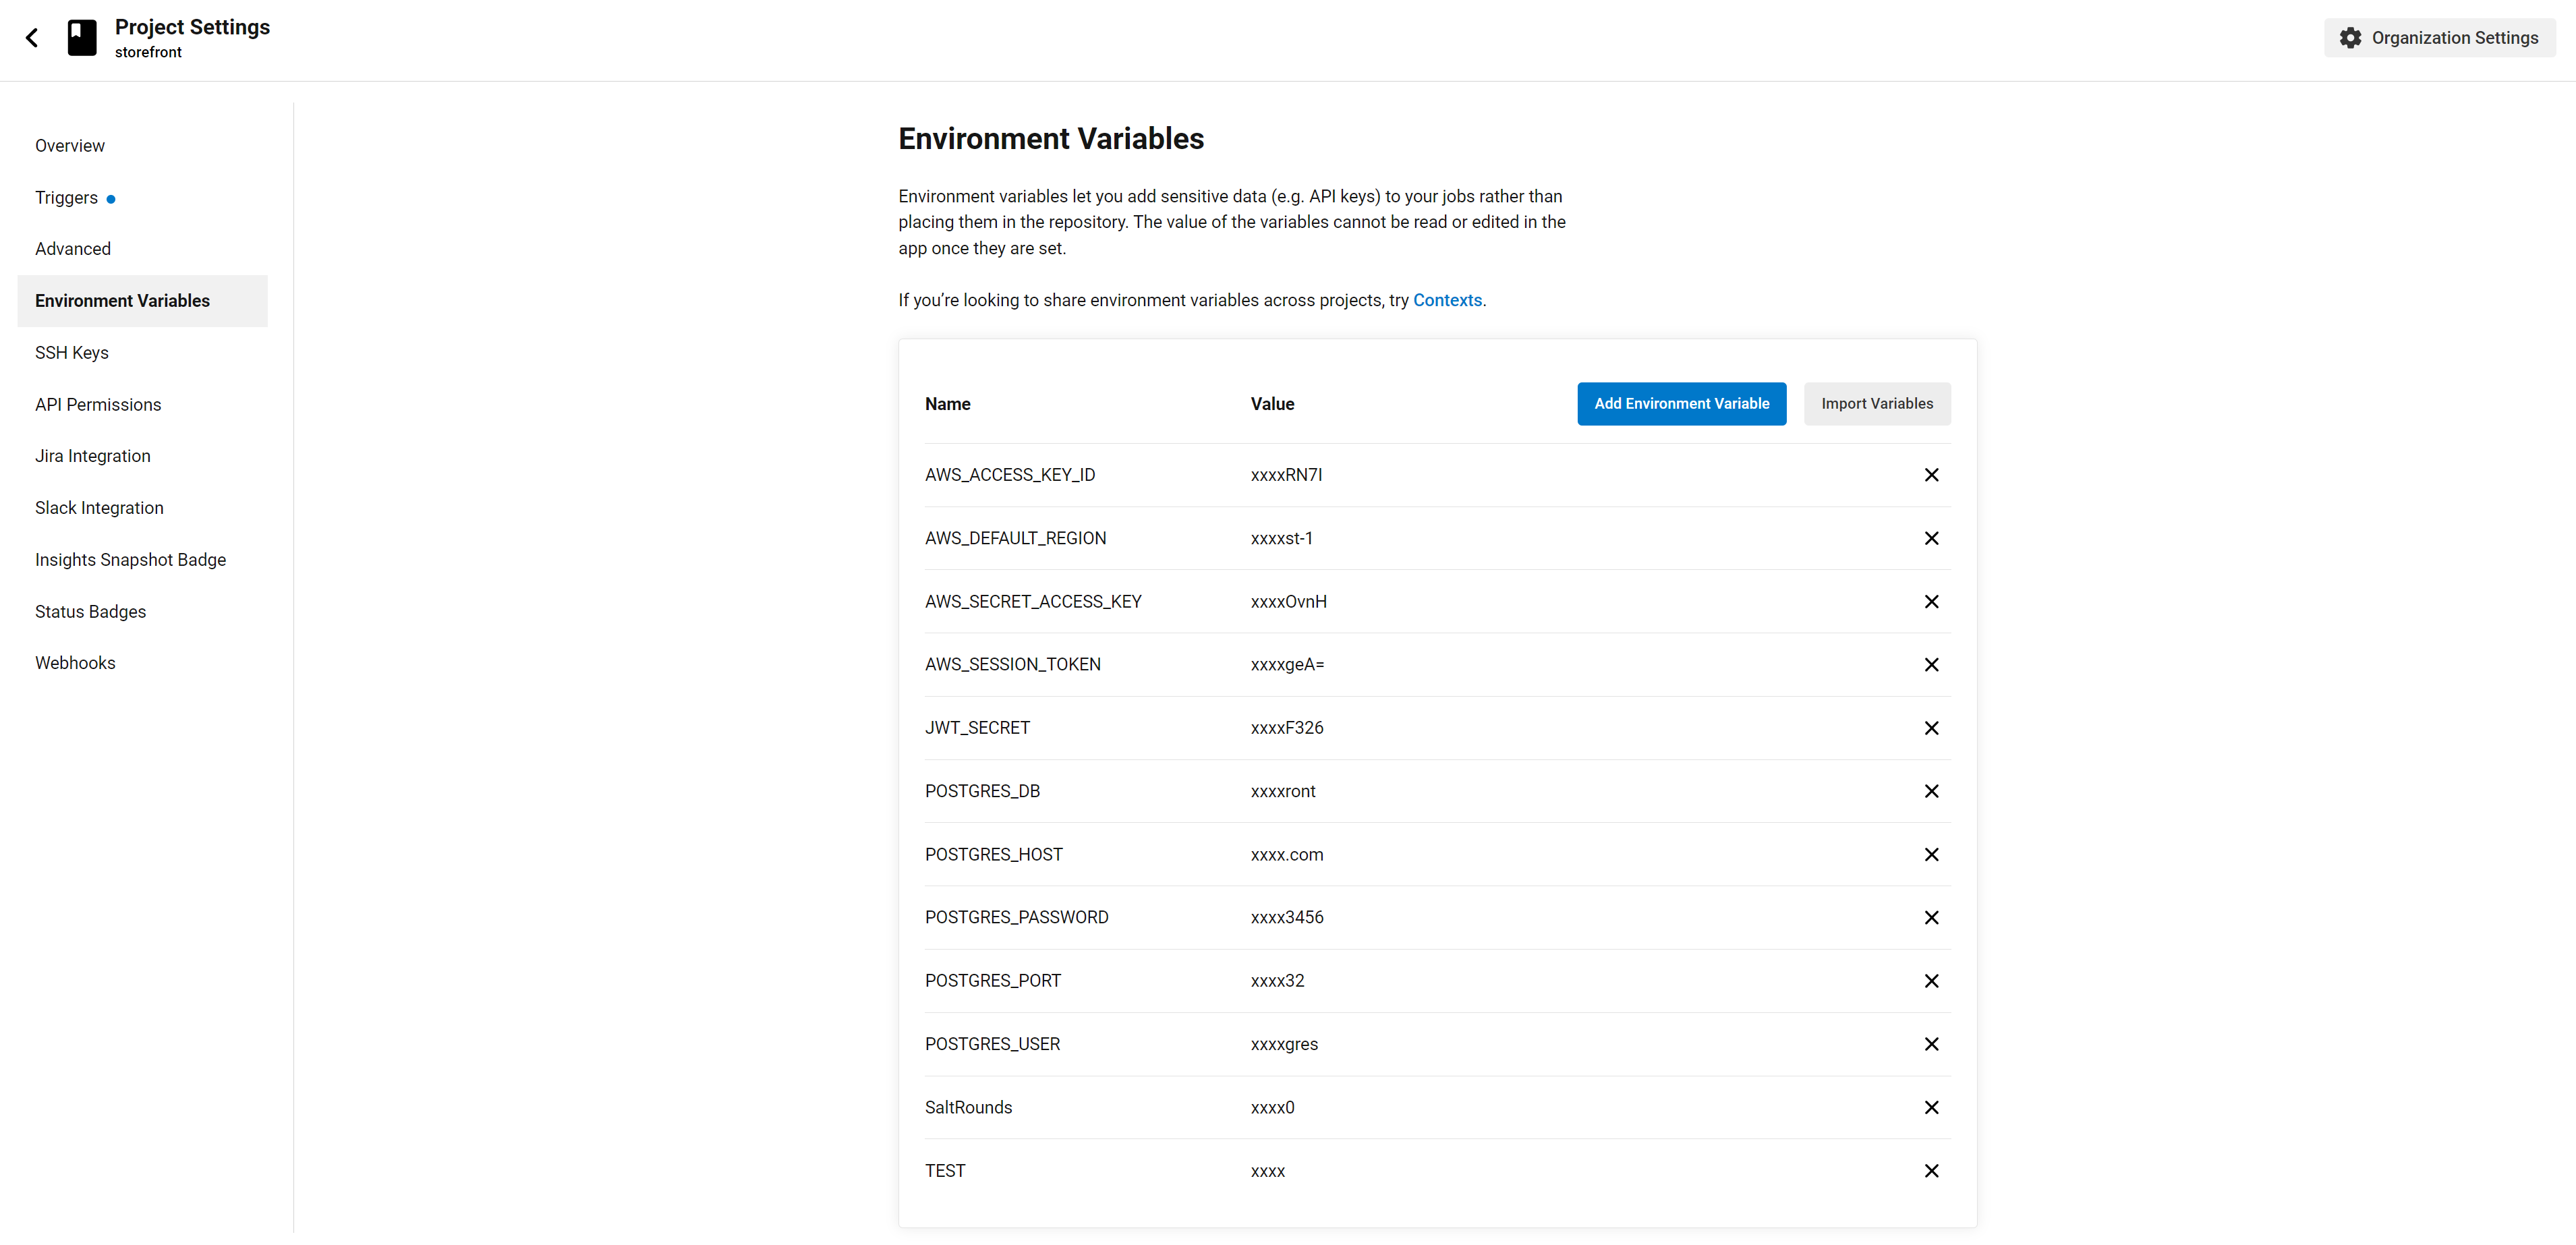 Project Settings
storefront
Organization Settings
Overview
Triggers
Advanced
Environment Variables
SSH Keys
API Permissions
Jira Integration
Slack Integration
Insights Snapshot Badge
Status Badges
Webhooks
Environment Variables
Environment variables let you add sensitive data (e.g. API keys) to your jobs rather than
placing them in the repository. The value of the variables cannot be read or edited in the
app once they are set.
If you’re looking to share environment variables across projects, try Contexts.
Name Value Add Environment Variable Import Variables
AWS_ACCESS_KEY_ID xxxxRN7I
AWS_DEFAULT_REGION xxxxst-1
AWS_SECRET_ACCESS_KEY xxxxOvnH
AWS_SESSION_TOKEN xxxxgeA=
JWT_SECRET xxxxF326
POSTGRES_DB xxxxront
POSTGRES_HOST xxxx.com
POSTGRES_PASSWORD xxxx3456
POSTGRES_PORT xxxx32
POSTGRES_USER xxxxgres
SaltRounds xxxx0
TEST xxxx